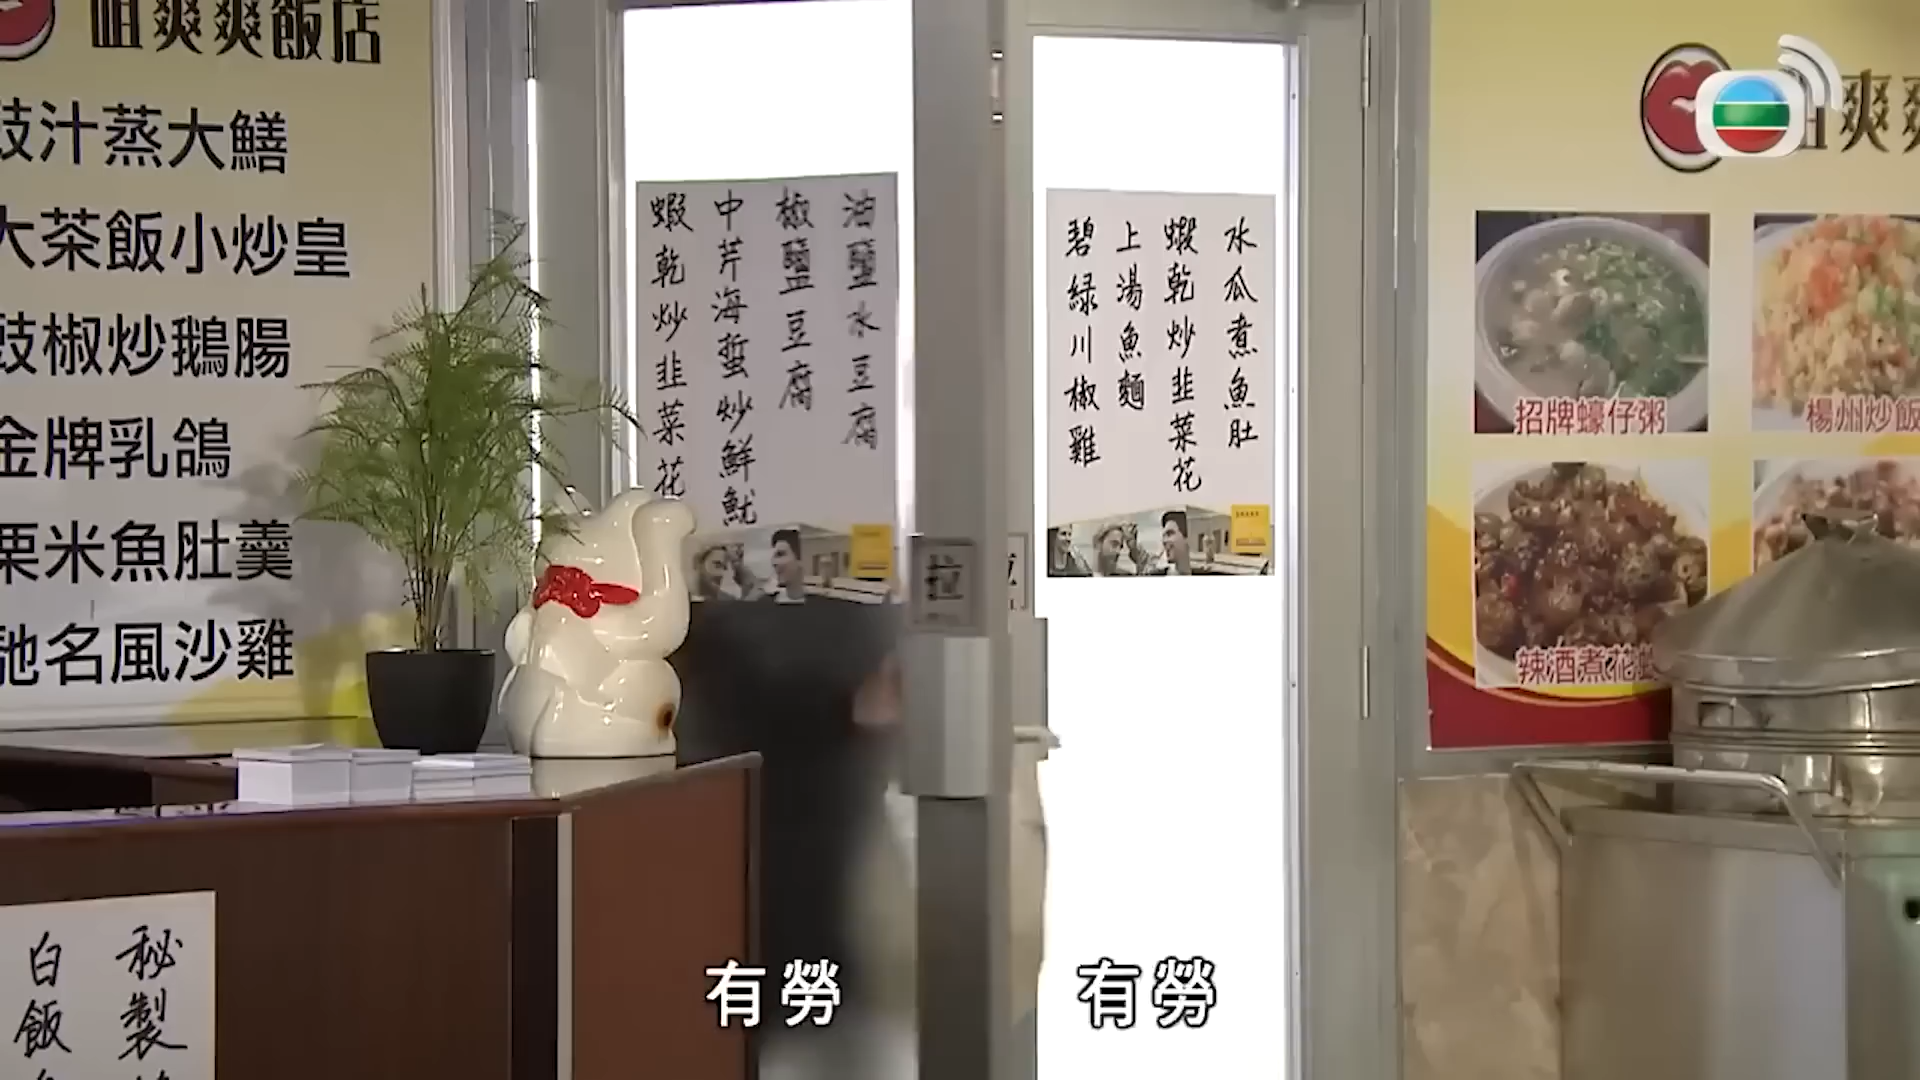 咀爽爽飯店
豉汁蒸大鱔
大茶飯小炒皇
豉椒炒鵝腸
金牌乳鴿
粟米魚肚羹
馳名風沙雞
油鹽水豆腐
椒鹽豆腐
中芹海蜇炒鮮魷
蝦乾炒韭菜花
水瓜煮魚肚
蝦乾炒韭菜花
上湯魚麵
碧綠川椒雞
拉
咀爽爽
招牌蠔仔粥
楊州炒飯
辣酒煮花
秘製
白飯
有勞 有勞